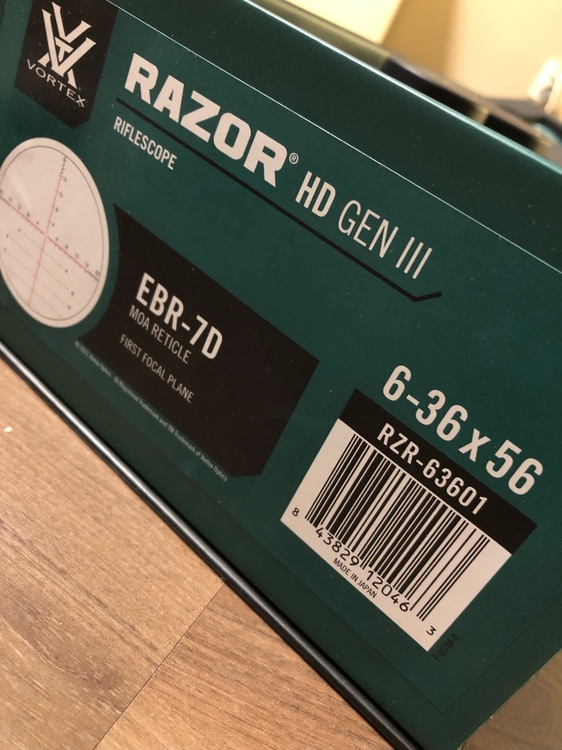 VORTEX
RAZOR® HD GEN III
RIFLESCOPE
EBR-7D
MOA RETICLE
FIRST FOCAL PLANE
6-36x56
RZR-63601
8 43829 12046 3
MADE IN JAPAN